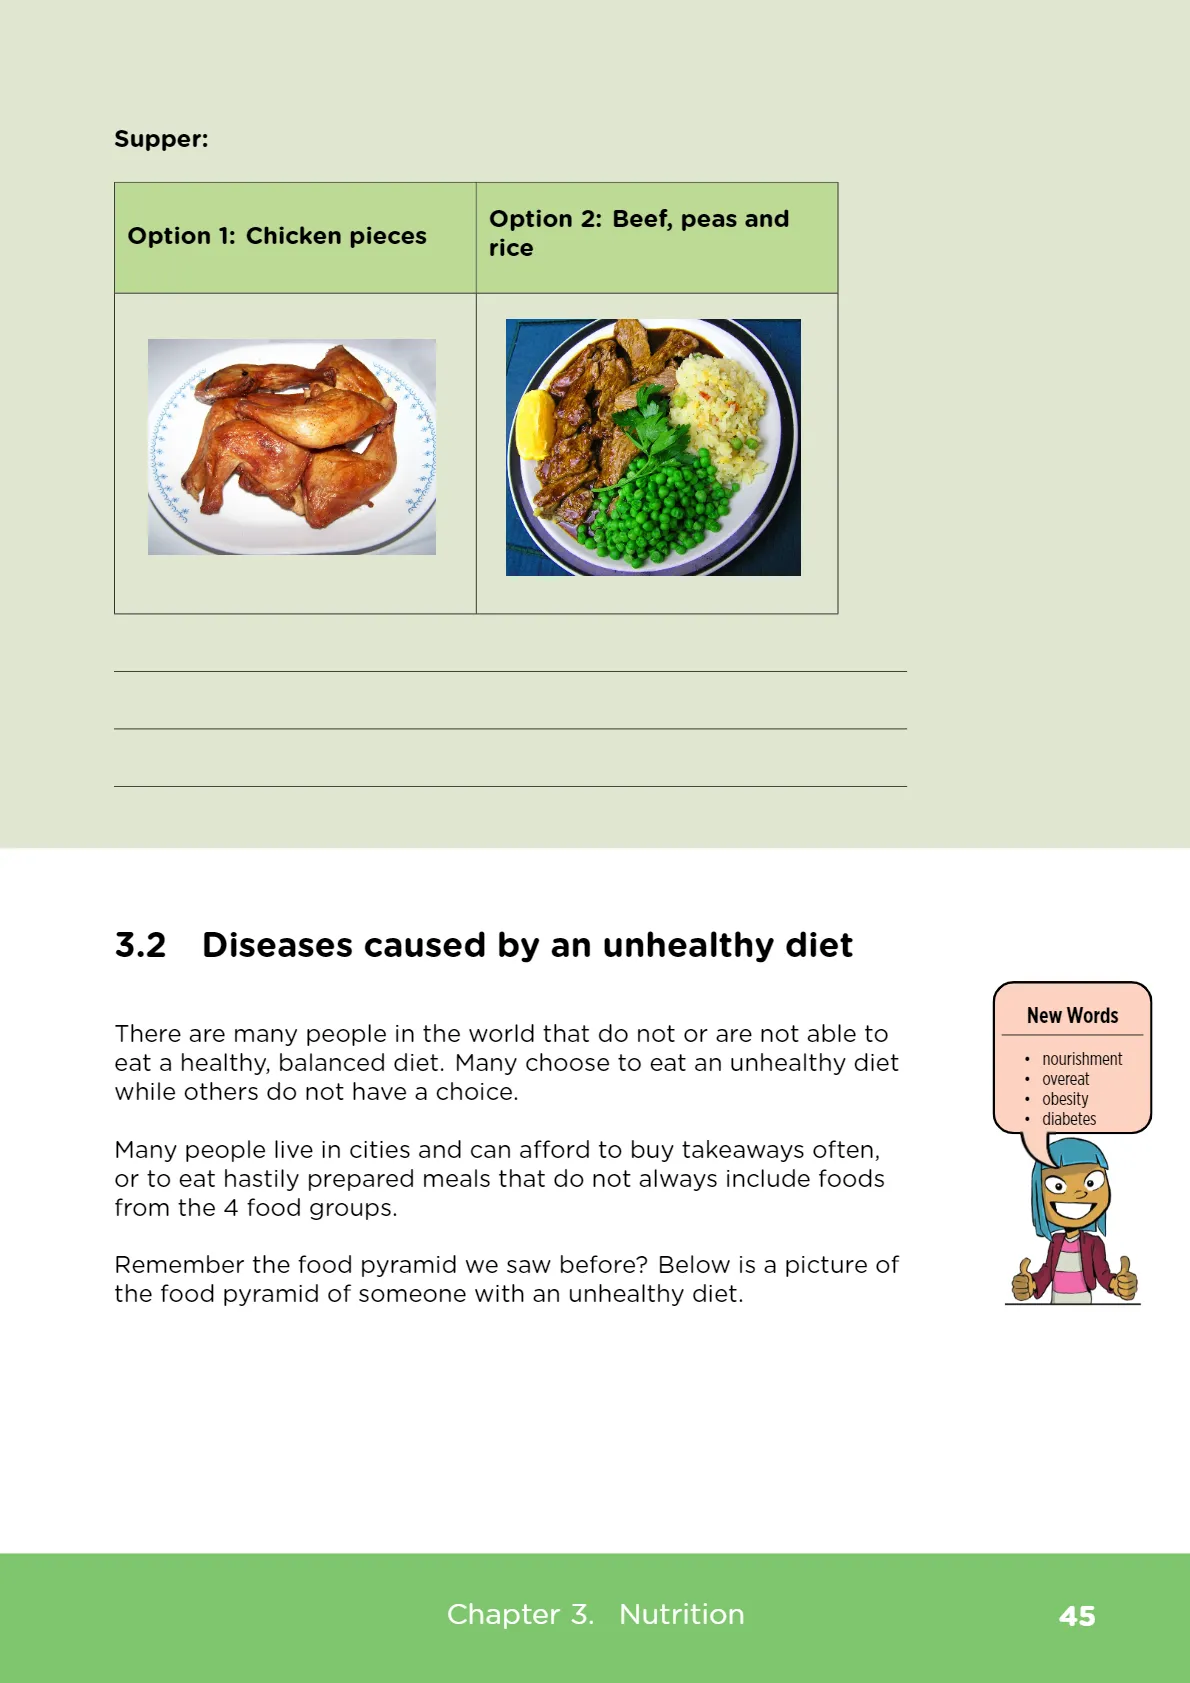 Supper:
Option 1: Chicken pieces
Option 2: Beef, peas and
rice
3.2 Diseases caused by an unhealthy diet
There are many people in the world that do not or are not able to
eat a healthy, balanced diet. Many choose to eat an unhealthy diet
while others do not have a choice.
Many people live in cities and can afford to buy takeaways often,
or to eat hastily prepared meals that do not always include foods
from the 4 food groups.
Remember the food pyramid we saw before? Below is a picture of
the food pyramid of someone with an unhealthy diet.
New Words
• nourishment
• overeat
• obesity
• diabetes
Chapter 3. Nutrition
45